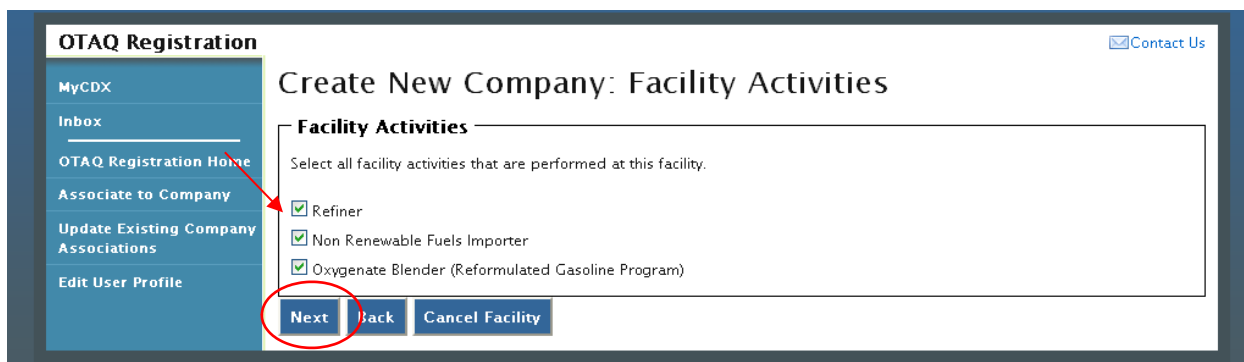 OTAQ Registration
Contact Us
MyCDX
Inbox
OTAQ Registration Home
Associate to Company
Update Existing Company
Associations
Edit User Profile
Create New Company: Facility Activities
Facility Activities
Select all facility activities that are performed at this facility.
Refiner
Non Renewable Fuels Importer
Oxygenate Blender (Reformulated Gasoline Program)
Next
Back
Cancel Facility